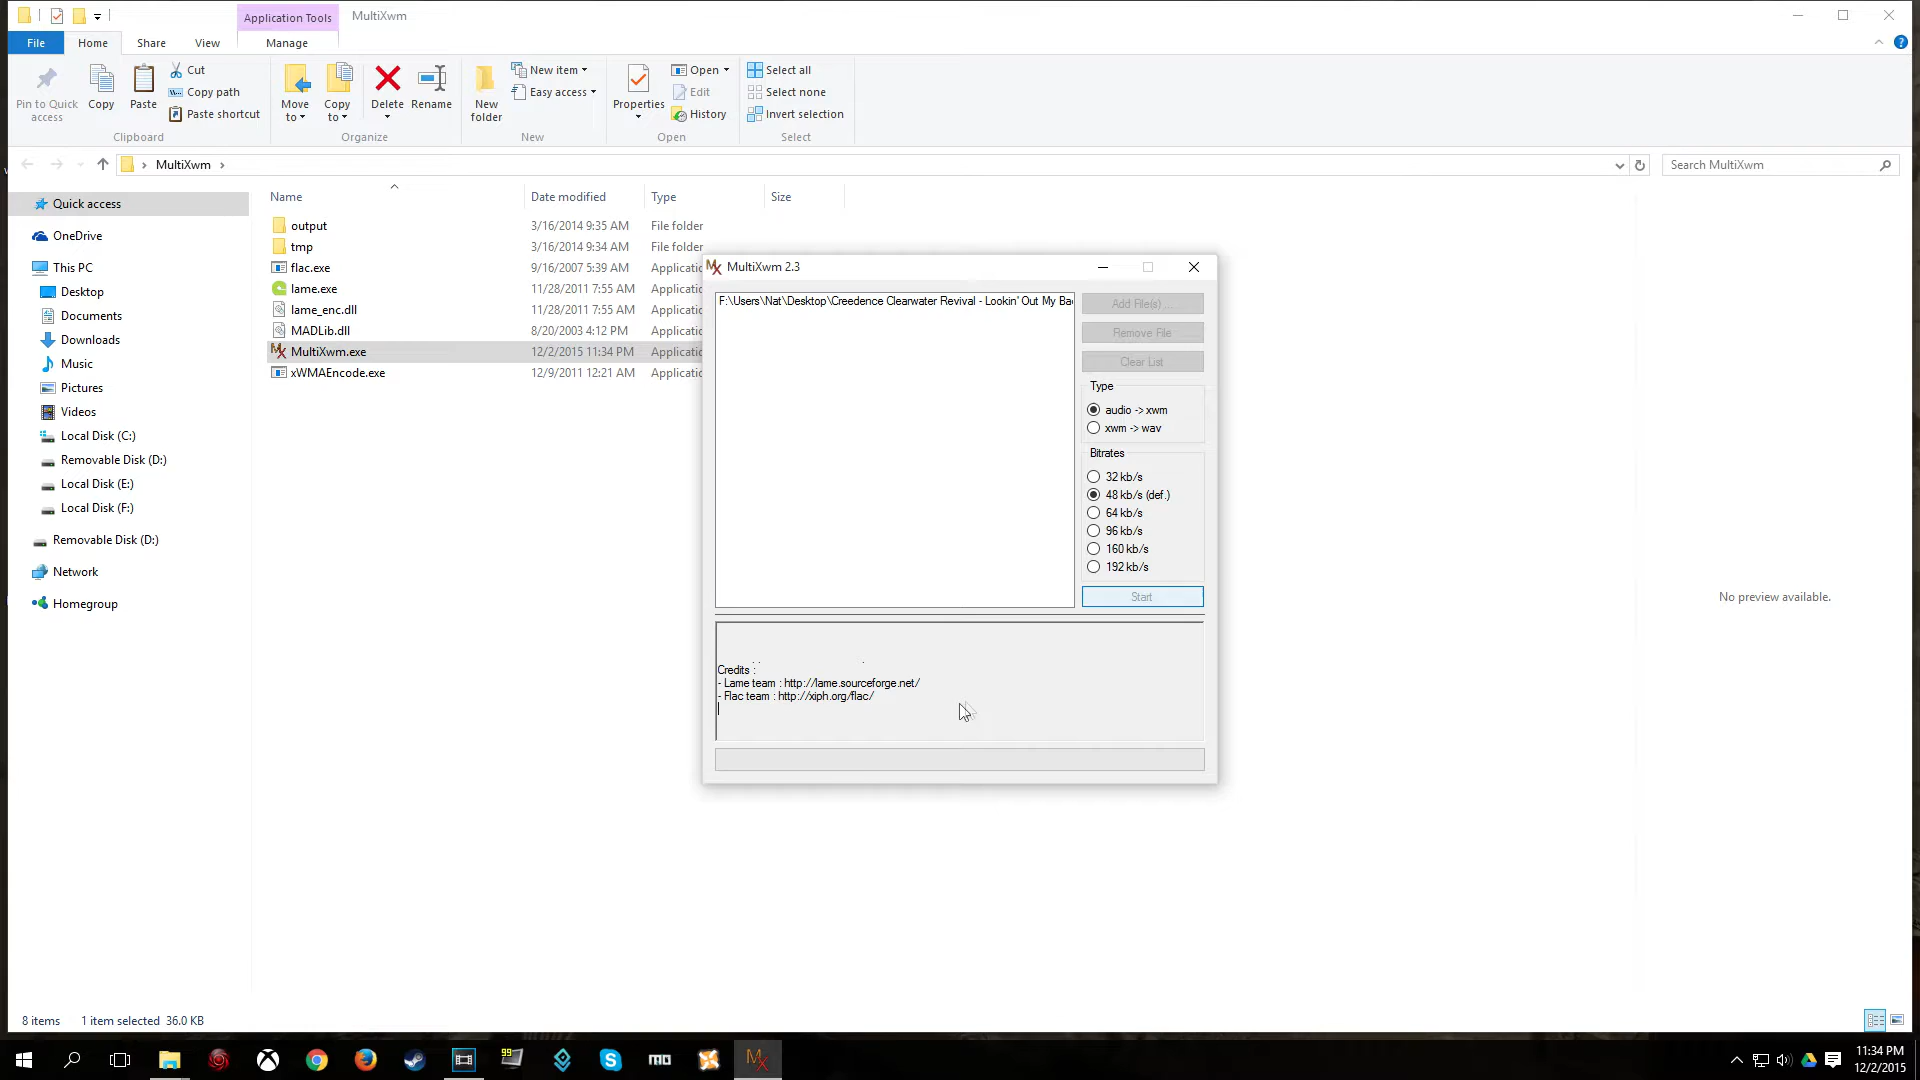 Application Tools
MultiXwm
File
Home
Share
View
Manage
Pin to Quick access
Copy
Paste
Cut
Copy path
Paste shortcut
Clipboard
Move to
Copy to
Delete
Rename
Organize
New folder
New item
Easy access
New
Properties
Open
Edit
History
Open
Select all
Select none
Invert selection
Select
MultiXwm
Search MultiXwm
Quick access
OneDrive
This PC
Desktop
Documents
Downloads
Music
Pictures
Videos
Local Disk (C:)
Removable Disk (D:)
Local Disk (E:)
Local Disk (F:)
Removable Disk (D:)
Network
Homegroup
Name Date modified Type Size
output 3/16/2014 9:35 AM File folder
tmp 3/16/2014 9:34 AM File folder
flac.exe 9/16/2007 5:39 AM Applicatio
lame.exe 11/28/2011 7:55 AM Applicatio
lame_enc.dll 11/28/2011 7:55 AM Applicatio
MADLib.dll 8/20/2003 4:12 PM Applicatio
MultiXwm.exe 12/2/2015 11:34 PM Applicatio
xWMAEncode.exe 12/9/2011 12:21 AM Applicatio
MultiXwm 2.3
F:\Users\Nat\Desktop\Creedence Clearwater Revival - Lookin' Out My Bac
Add File(s) ...
Remove File
Clear List
Type
audio -> xwm
xwm -> wav
Bitrates
32 kb/s
48 kb/s (def.)
64 kb/s
96 kb/s
160 kb/s
192 kb/s
Start
Credits :
- Lame team : http://lame.sourceforge.net/
- Flac team : http://xiph.org/flac/
No preview available.
8 items 1 item selected 36.0 KB
11:34 PM
12/2/2015